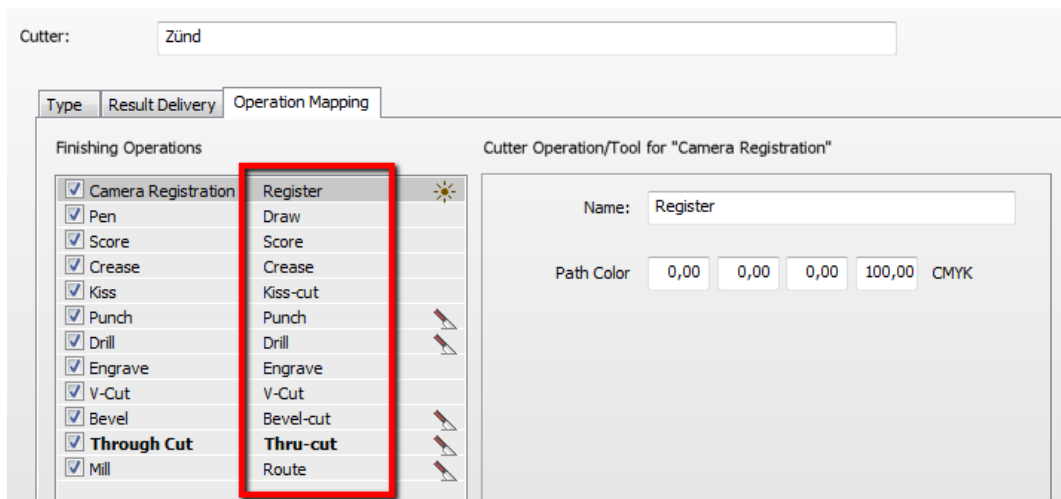 Cutter: Zünd
Type Result Delivery Operation Mapping
Finishing Operations
Camera Registration Register
Pen Draw
Score Score
Crease Crease
Kiss Kiss-cut
Punch Punch
Drill Drill
Engrave Engrave
V-Cut V-Cut
Bevel Bevel-cut
Through Cut Thru-cut
Mill Route
Cutter Operation/Tool for "Camera Registration"
Name: Register
Path Color 0,00 0,00 0,00 100,00 CMYK